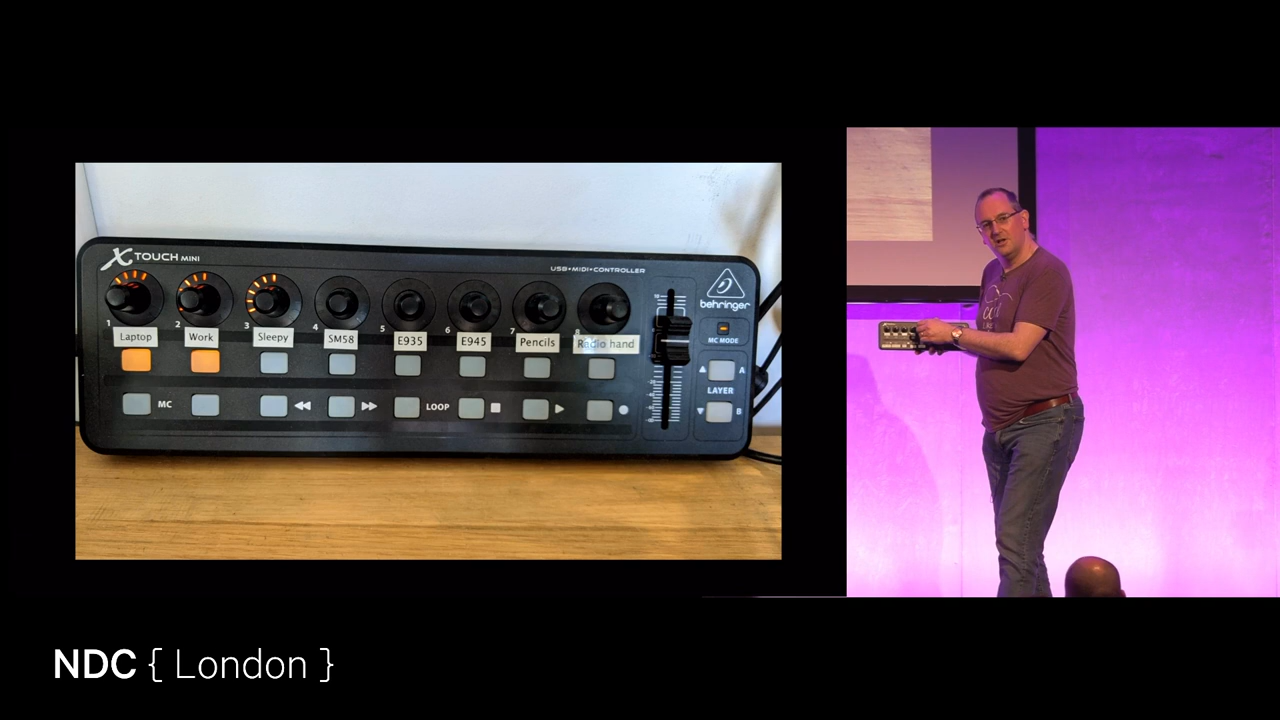 X TOUCH MINI
USB•MIDI•CONTROLLER
behringer
1 2 3 4 5 6 7 8
Laptop Work Sleepy SM58 E935 E945 Pencils Radio hand
MC MODE
A
LAYER
B
MC LOOP
NDC { London }